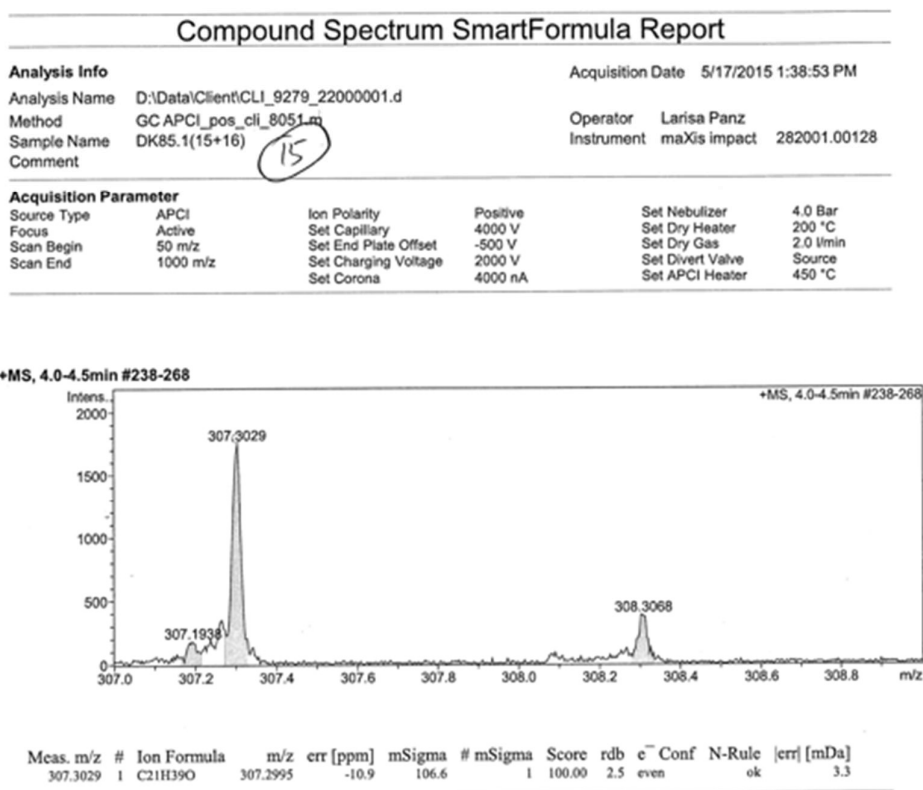 Compound Spectrum SmartFormula Report
Analysis Info Acquisition Date 5/17/2015 1:38:53 PM
Analysis Name D:\Data\Client\CLI_9279_22000001.d
Method GC APCI_pos_cli_8051.m Operator Larisa Panz
Sample Name DK85.1(15+16) Instrument maXis impact 282001.00128
Comment 15
Acquisition Parameter
Source Type APCI Ion Polarity Positive Set Nebulizer 4.0 Bar
Focus Active Set Capillary 4000 V Set Dry Heater 200 °C
Scan Begin 50 m/z Set End Plate Offset -500 V Set Dry Gas 2.0 l/min
Scan End 1000 m/z Set Charging Voltage 2000 V Set Divert Valve Source
Set Corona 4000 nA Set APCI Heater 450 °C
+MS, 4.0-4.5min #238-268
Intens. +MS, 4.0-4.5min #238-268
2000
307.3029
1500
1000
500
308.3068
307.1938
0
307.0 307.2 307.4 307.6 307.8 308.0 308.2 308.4 308.6 308.8 m/z
Meas. m/z # Ion Formula m/z err [ppm] mSigma # mSigma Score rdb e⁻ Conf N-Rule |err| [mDa]
307.3029 1 C21H39O 307.2995 -10.9 106.6 1 100.00 2.5 even ok 3.3